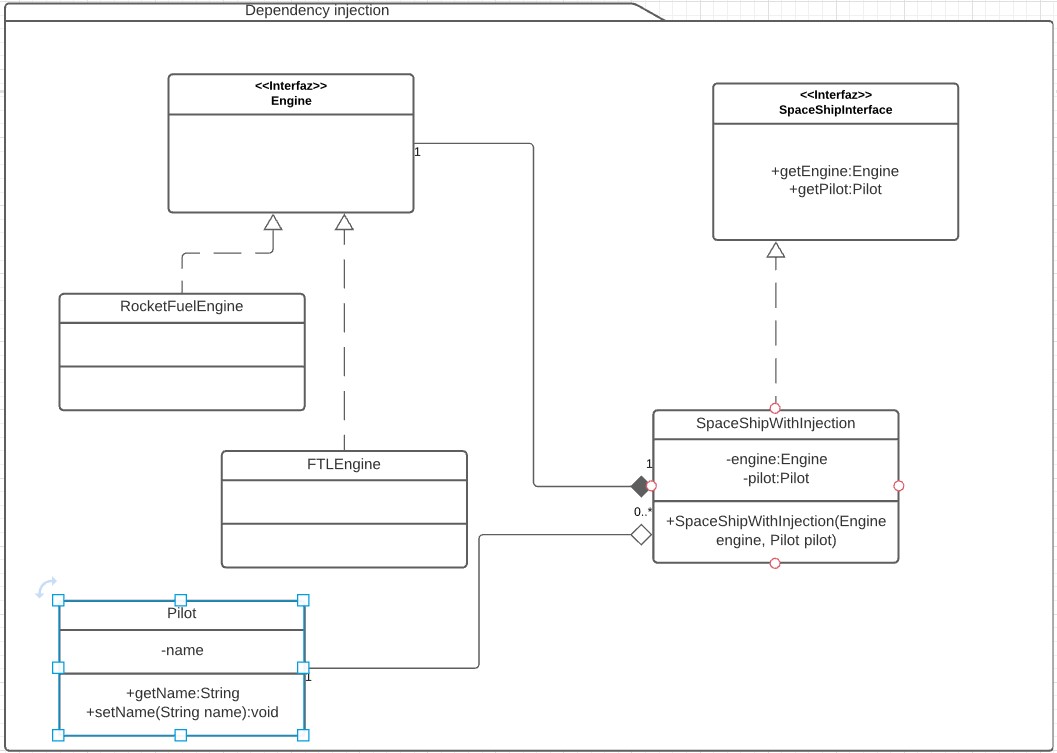 Dependency injection
<<Interfaz>>
Engine
1
<<Interfaz>>
SpaceShipInterface
+getEngine:Engine
+getPilot:Pilot
RocketFuelEngine
FTLEngine
SpaceShipWithInjection
-engine:Engine
-pilot:Pilot
1
0..*
+SpaceShipWithInjection(Engine
engine, Pilot pilot)
Pilot
-name
1
+getName:String
+setName(String name):void